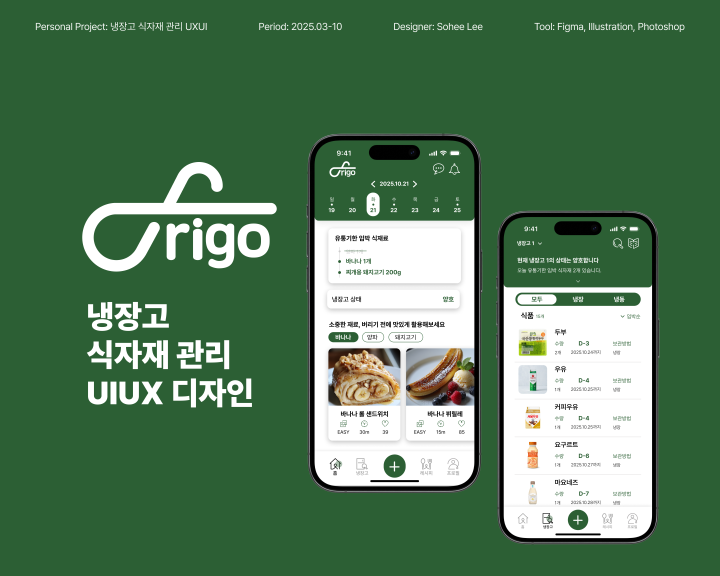 Personal Project: 냉장고 식자재 관리 UXUI
Period: 2025.03-10
Designer: Sohee Lee
Tool: Figma, Illustration, Photoshop
frigo
냉장고
식자재 관리
UIUX 디자인
9:41
frigo
2025.10.21
일 월 화 수 목 금 토
19 20 21 22 23 24 25
유통기한 임박 식재료
바나나 1개
찌개용 돼지고기 200g
냉장고 상태 양호
소중한 재료, 버리기 전에 맛있게 활용해보세요
바나나 양파 돼지고기
바나나 롤 샌드위치
EASY 30m 39
바나나 뷔륄레
EASY 15m 85
홈 냉장고 레시피 프로필
9:41
냉장고 1
현재 냉장고 1의 상태는 양호합니다
오늘 유통기한 임박 식자재 2개 있습니다.
모두 냉장 냉동
식품
임박순
두부
수량 D-3 보관방법
2개 2025.10.24까지 냉장
우유
수량 D-4 보관방법
1개 2025.10.25까지 냉장
커피우유
수량 D-4 보관방법
1개 2025.10.25까지 냉장
요구르트
수량 D-6 보관방법
1개 2025.10.27까지 냉장
마요네즈
수량 D-7 보관방법
1개 2025.10.28까지 냉장
홈 냉장고 레시피 프로필